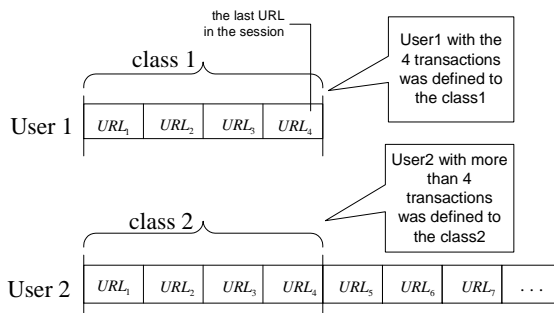 the last URL
in the session
class 1
User1 with the
4 transactions
was defined to
the class1
User 1 URL₁ URL₂ URL₃ URL₄
User2 with more
than 4
transactions
was defined to
the class2
class 2
User 2 URL₁ URL₂ URL₃ URL₄ URL₅ URL₆ URL₇ . . .